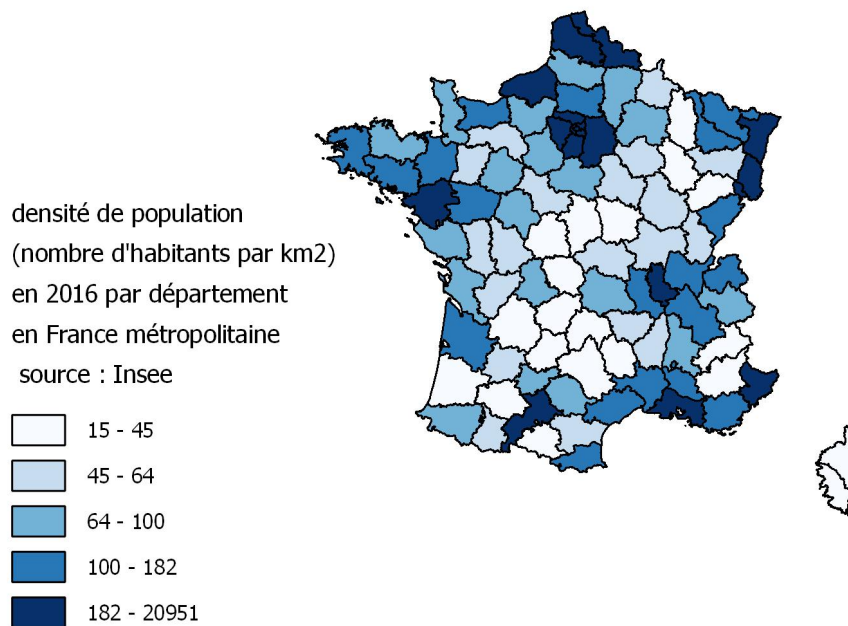 densité de population
(nombre d'habitants par km2)
en 2016 par département
en France métropolitaine
source : Insee
15 - 45
45 - 64
64 - 100
100 - 182
182 - 20951